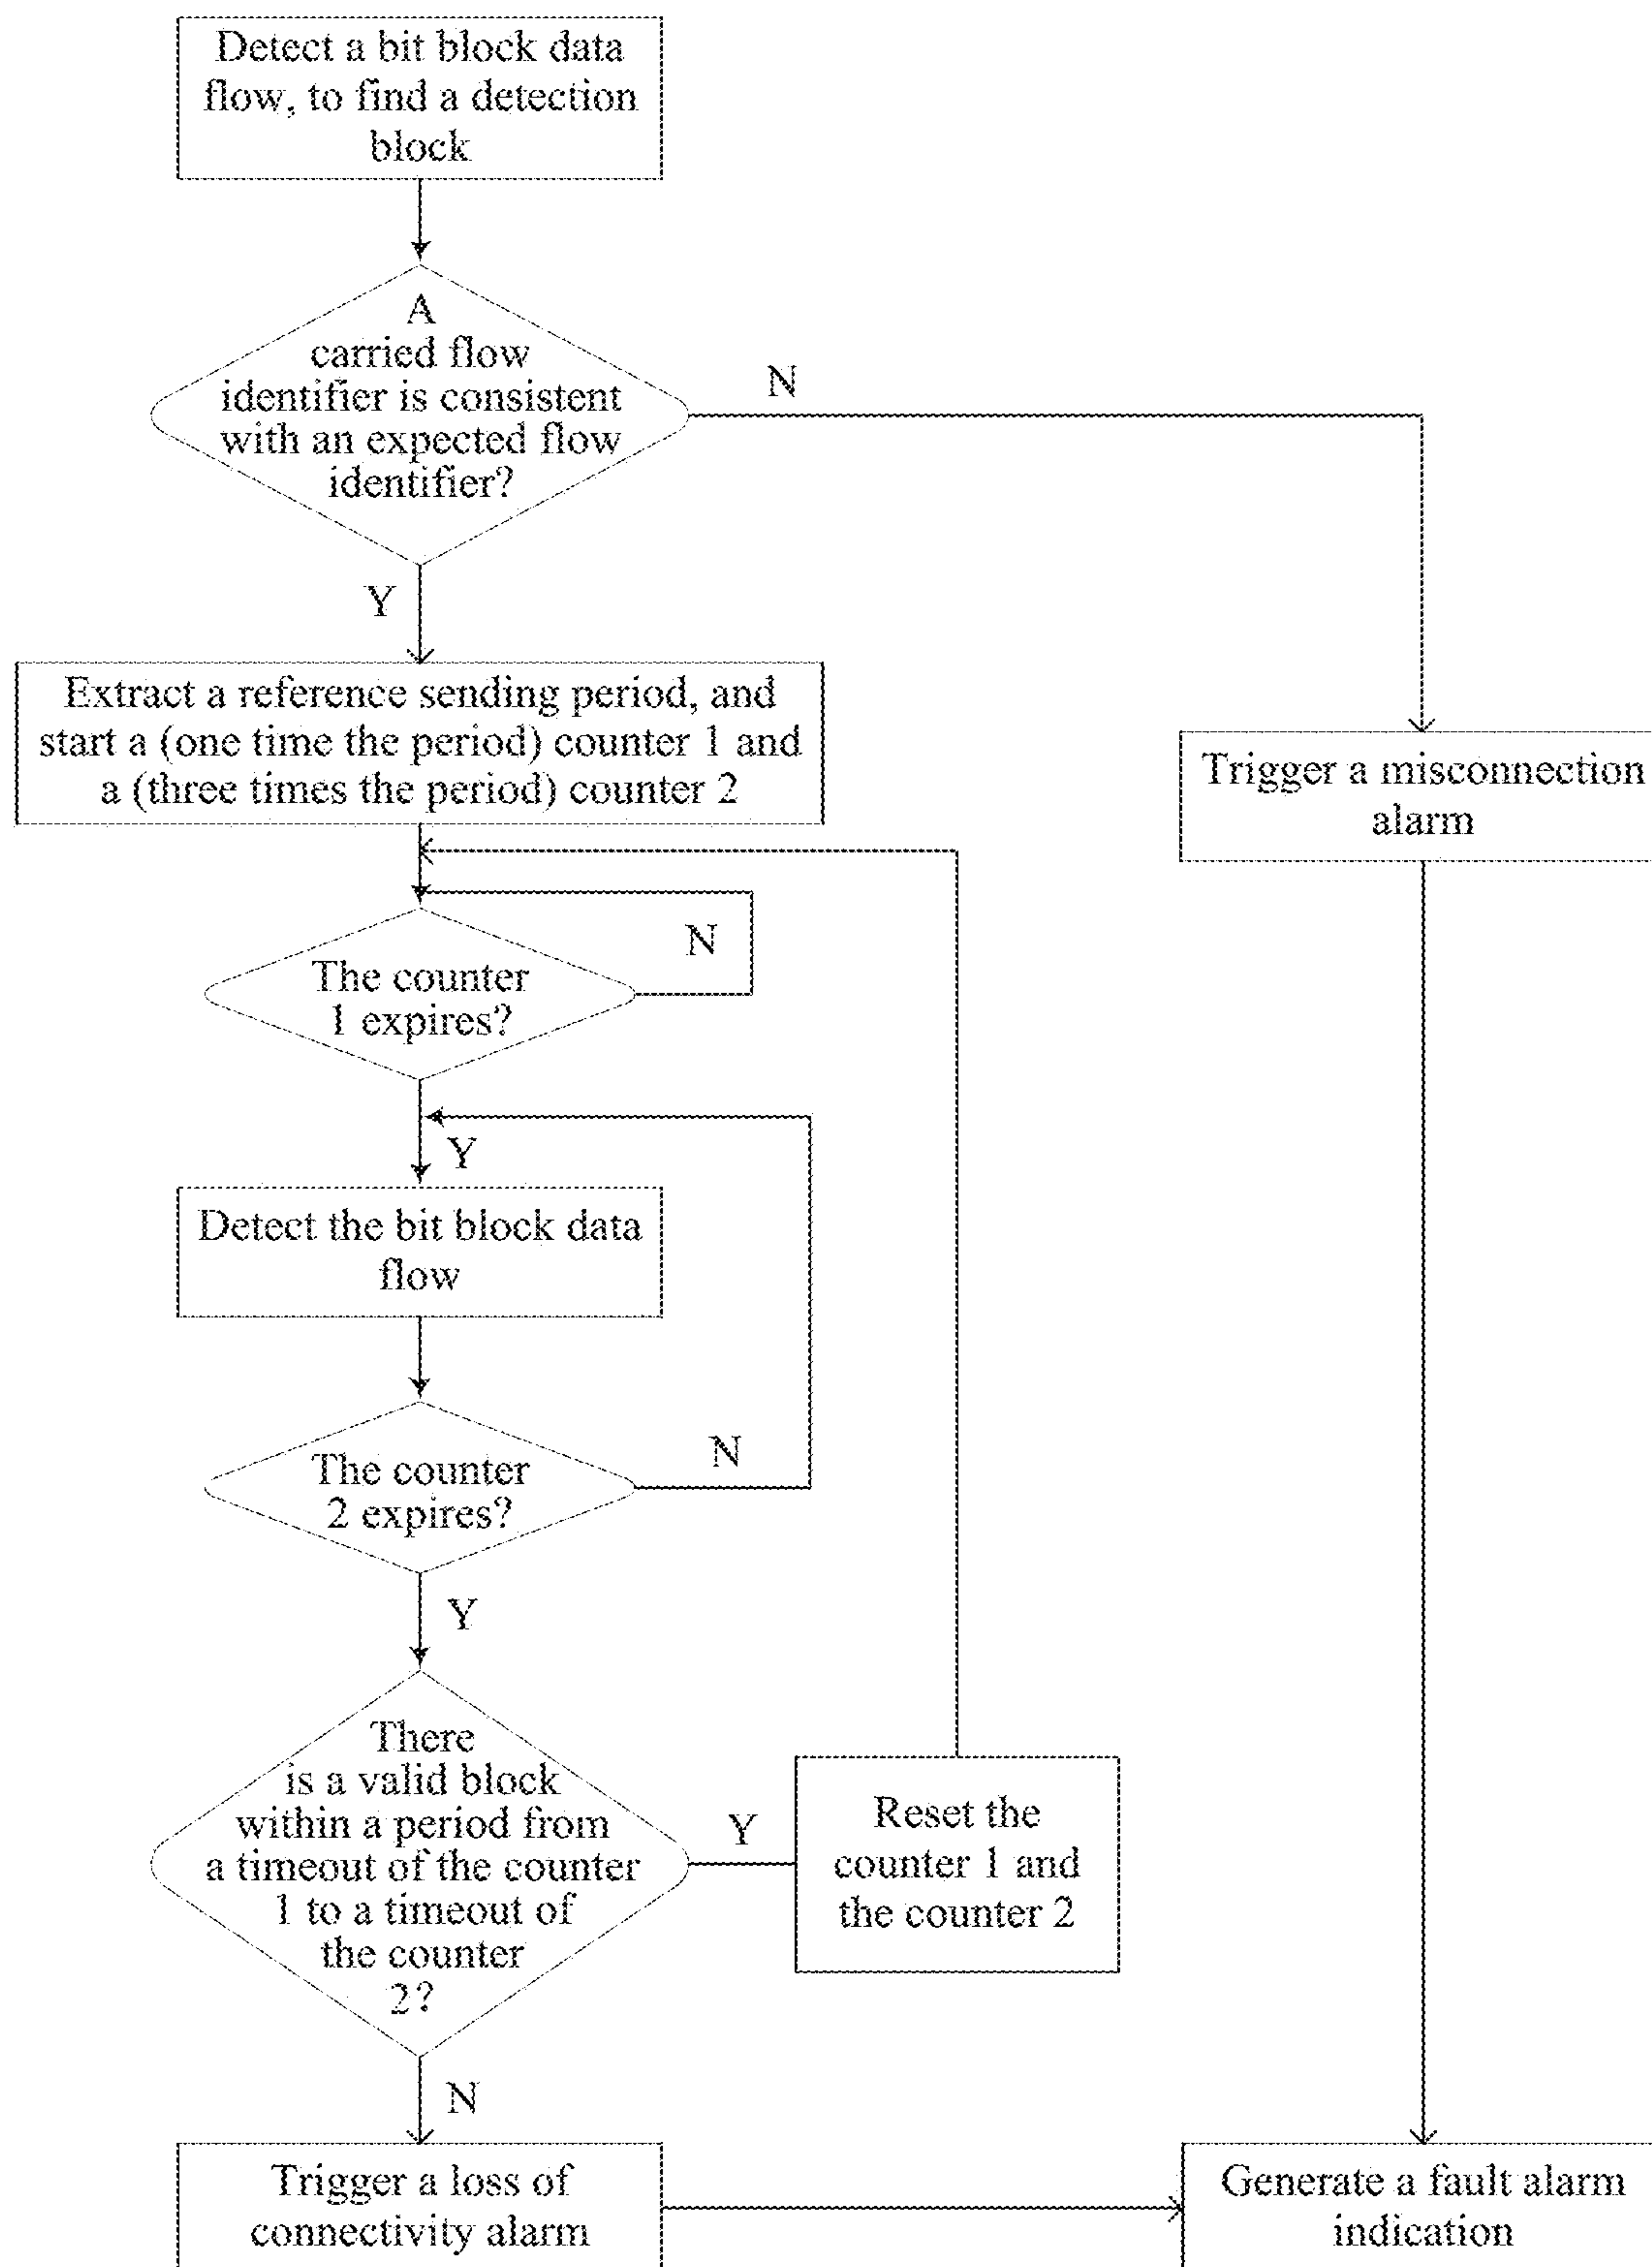 Detect a bit block data
flow, to find a detection
block
A
carried flow
identifier is consistent
with an expected flow
identifier?
N
Y
Extract a reference sending period, and
start a (one time the period) counter 1 and
a (three times the period) counter 2
Trigger a misconnection
alarm
N
The counter
1 expires?
Y
Detect the bit block data
flow
N
The counter
2 expires?
Y
There
is a valid block
within a period from
a timeout of the counter
1 to a timeout of
the counter
2?
Y
Reset the
counter 1 and
the counter 2
N
Trigger a loss of
connectivity alarm
Generate a fault alarm
indication